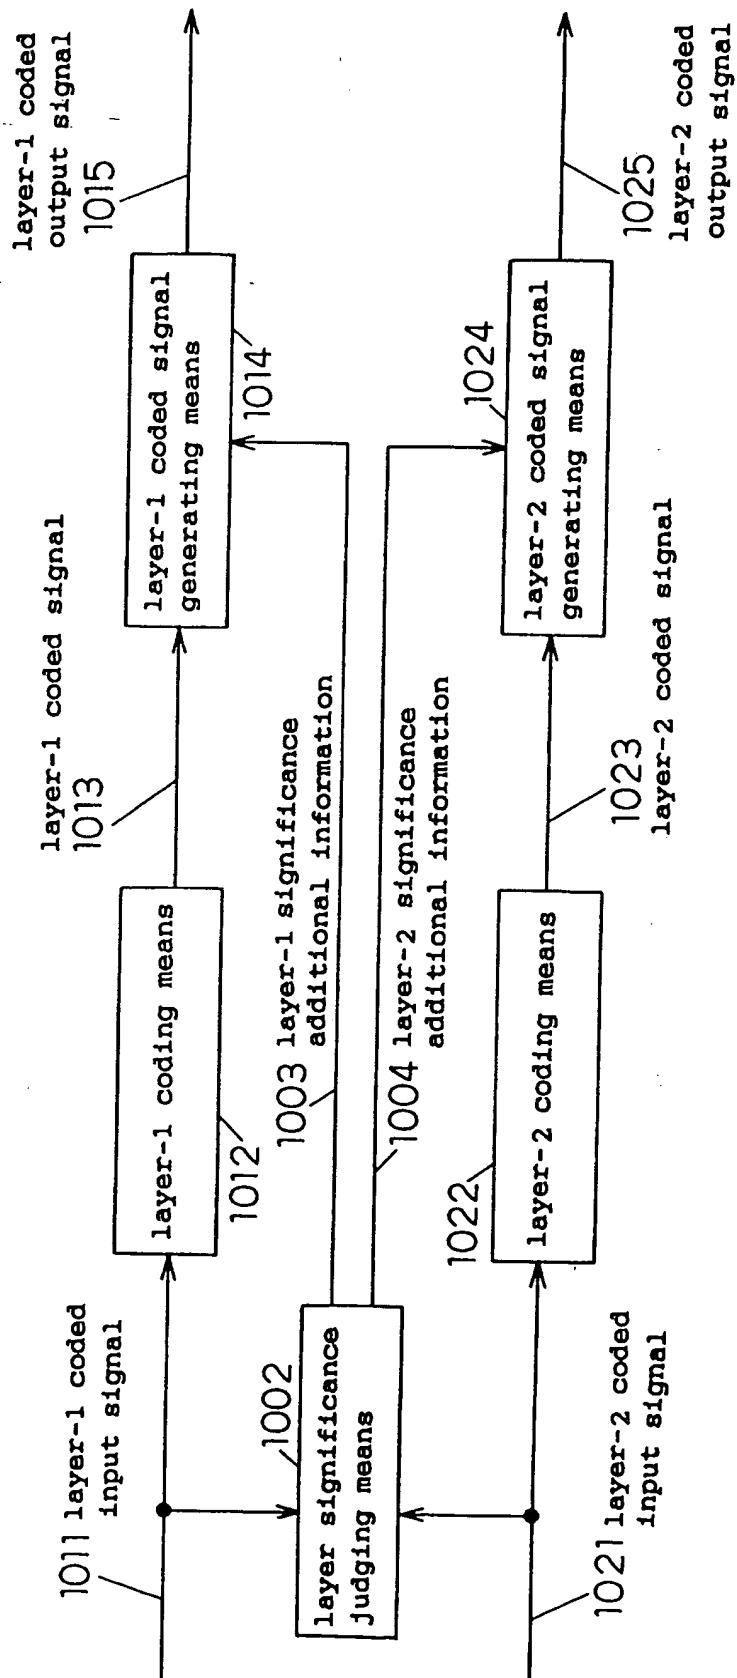 1011 layer-1 coded
input signal
layer-1 coding means
1012
layer-1 coded signal
1013
layer-1 coded signal
generating means
1014
layer-1 coded
output signal
1015
layer significance
judging means
1002
1003 layer-1 significance
additional information
1004 layer-2 significance
additional information
1021 layer-2 coded
input signal
1022
layer-2 coding means
1023
layer-2 coded signal
1024
layer-2 coded signal
generating means
1025
layer-2 coded
output signal